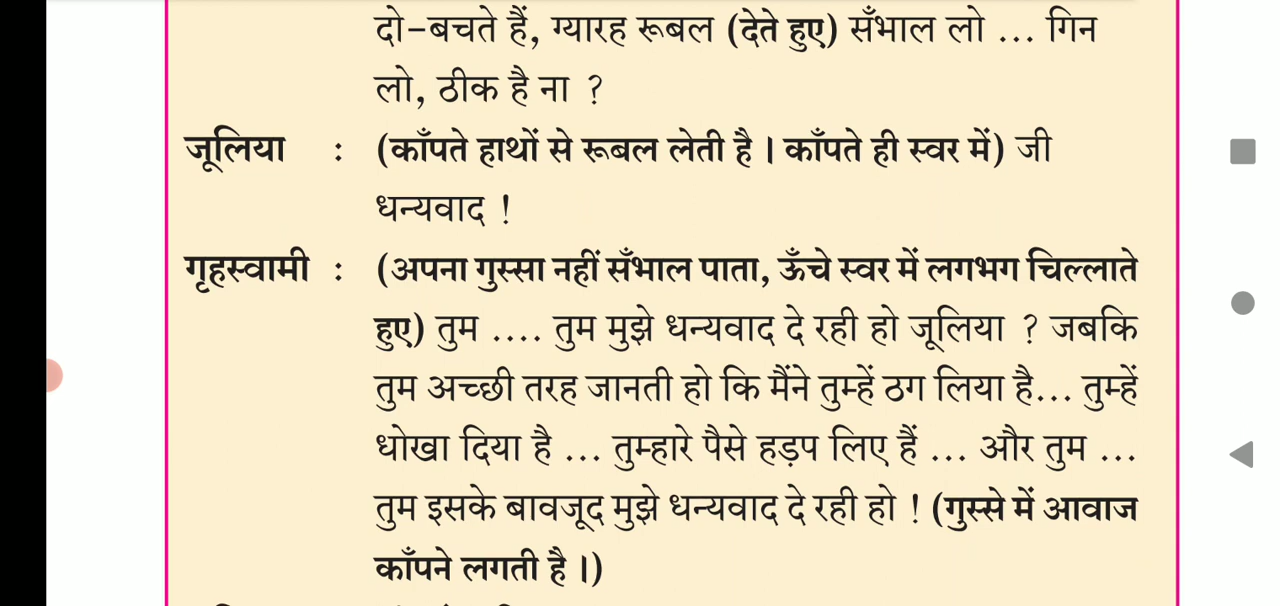 दो-बचते हैं, ग्यारह रूबल (देते हुए) सँभाल लो ... गिन
लो, ठीक है ना ?
जूलिया : (काँपते हाथों से रूबल लेती है । काँपते ही स्वर में) जी
धन्यवाद !
गृहस्वामी : (अपना गुस्सा नहीं सँभाल पाता, ऊँचे स्वर में लगभग चिल्लाते
हुए) तुम .... तुम मुझे धन्यवाद दे रही हो जूलिया ? जबकि
तुम अच्छी तरह जानती हो कि मैंने तुम्हें ठग लिया है... तुम्हें
धोखा दिया है ... तुम्हारे पैसे हड़प लिए हैं ... और तुम ...
तुम इसके बावजूद मुझे धन्यवाद दे रही हो ! (गुस्से में आवाज
काँपने लगती है ।)